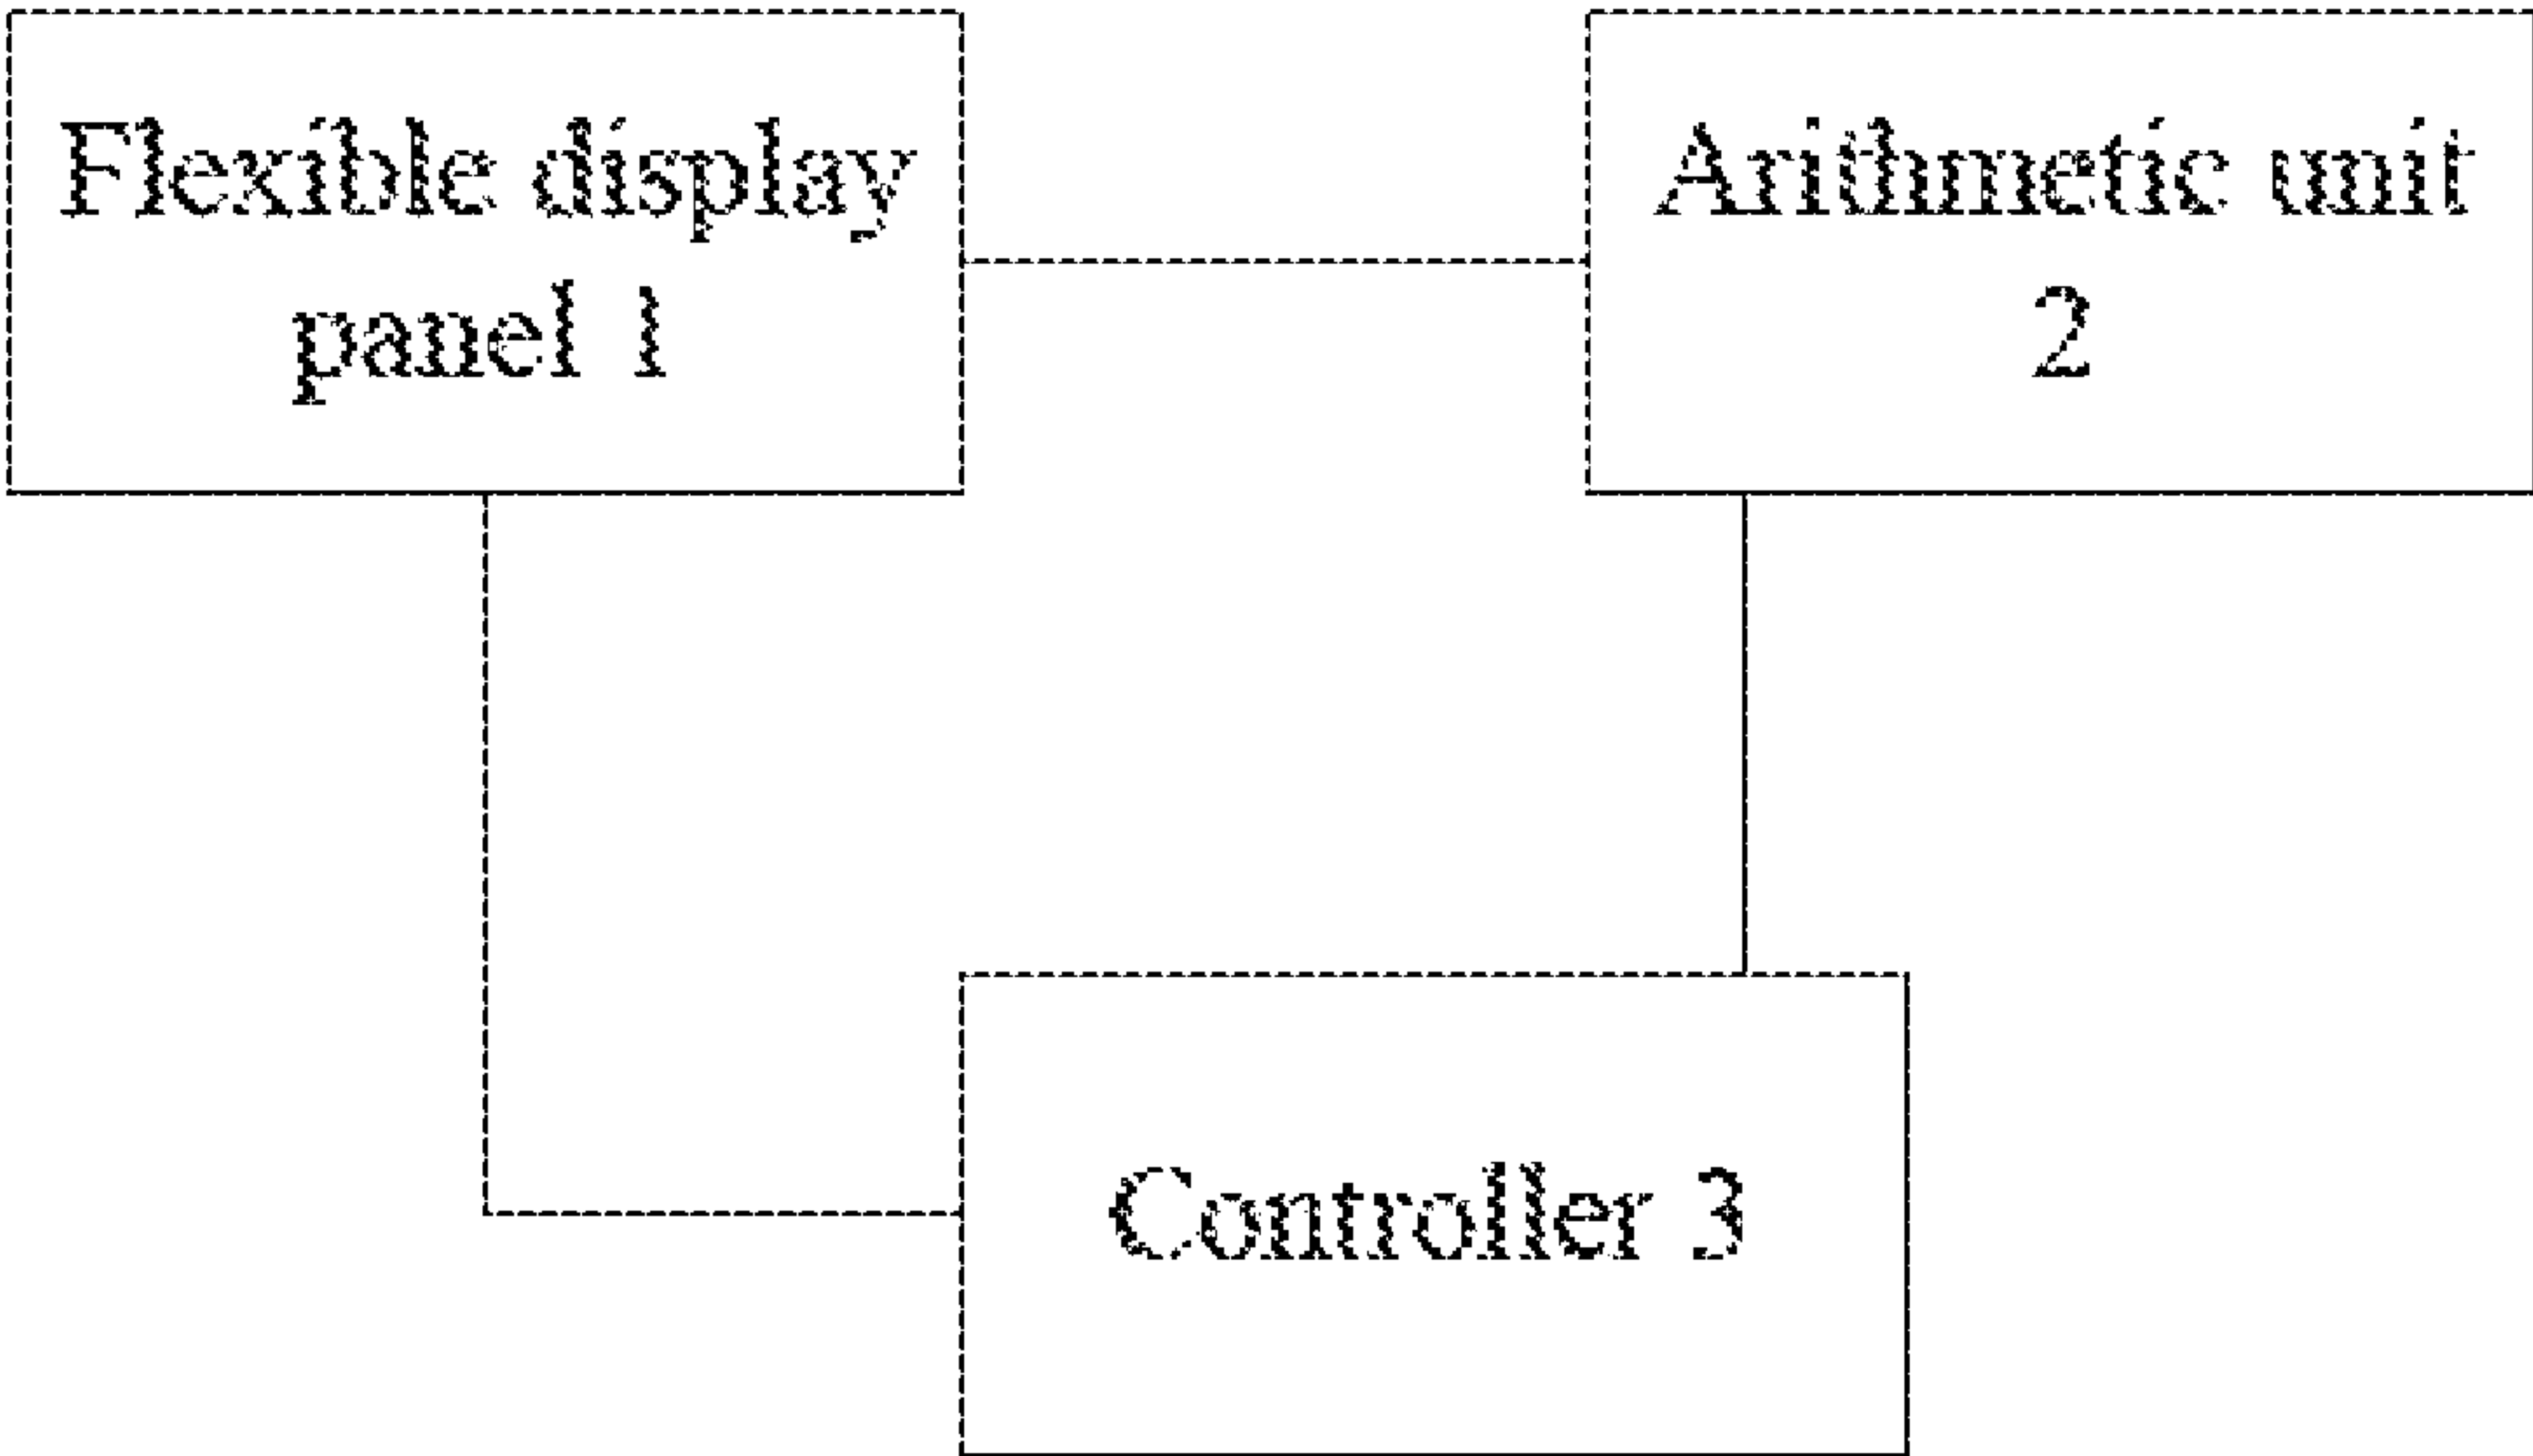 Flexible display
panel 1
Arithmetic unit
2
Controller 3